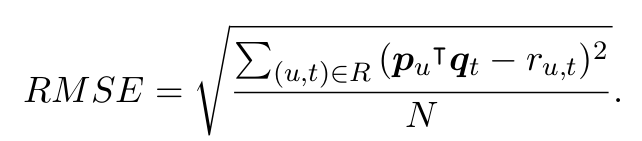 RMSE = \sqrt{\frac{\sum_{(u,t) \in R} (\boldsymbol{p}_u^\intercal \boldsymbol{q}_t - r_{u,t})^2}{N}}.